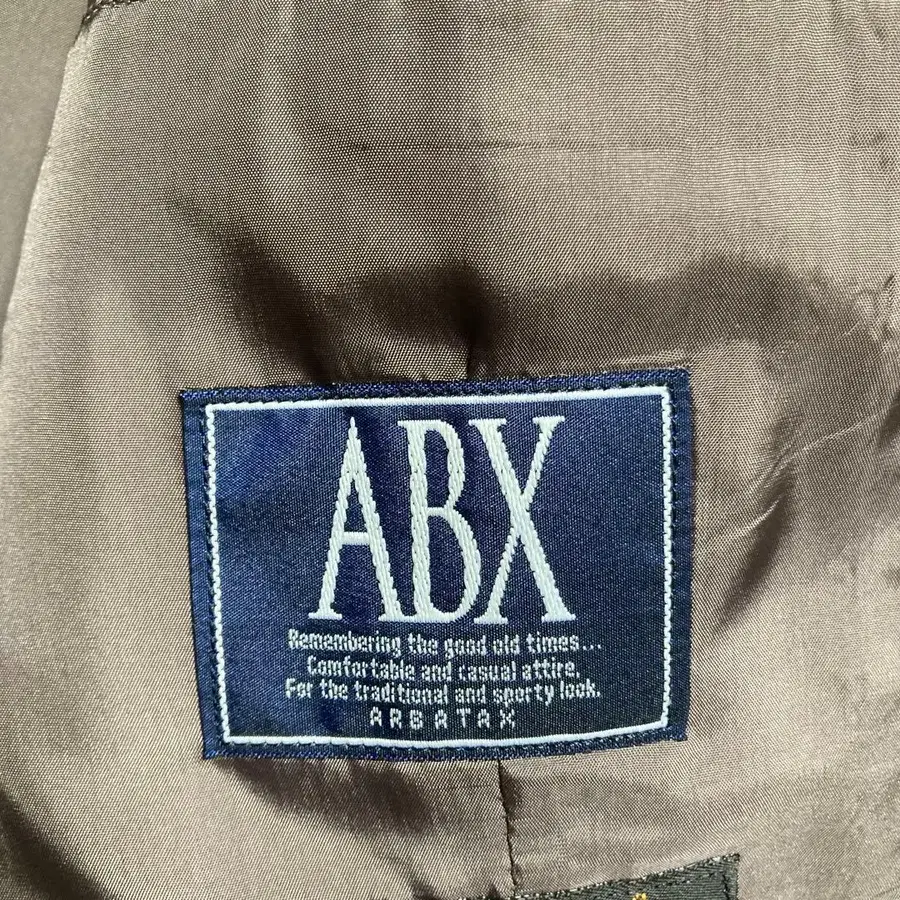 ABX
Remembering the good old times...
Comfortable and casual attire.
For the traditional and sporty look.
ARBATAX